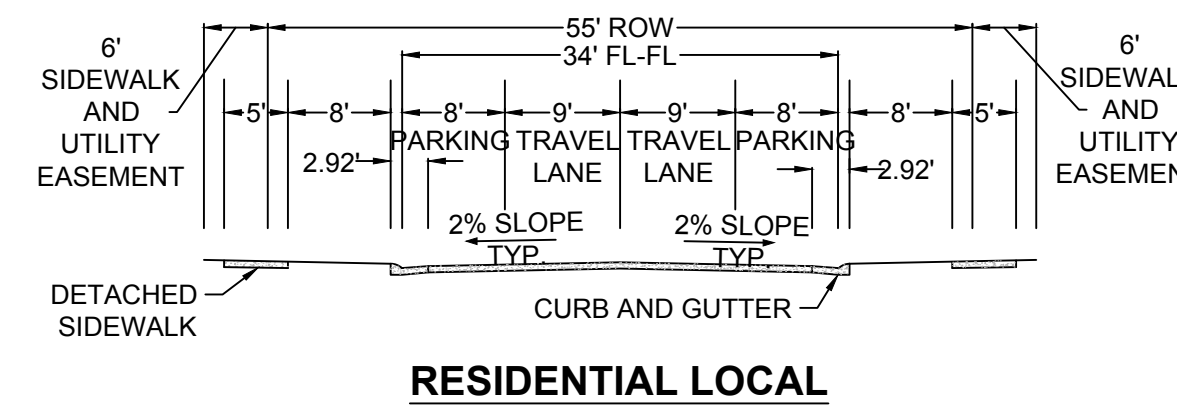 55' ROW
34' FL-FL
6'
SIDEWALK
AND
UTILITY
EASEMENT
5'
8'
8'
9'
9'
8'
8'
5'
PARKING
TRAVEL
LANE
TRAVEL
LANE
PARKING
2.92'
2.92'
6'
SIDEWAL
AND
UTILITY
EASEMEN
2% SLOPE
TYP.
2% SLOPE
TYP.
DETACHED
SIDEWALK
CURB AND GUTTER
RESIDENTIAL LOCAL